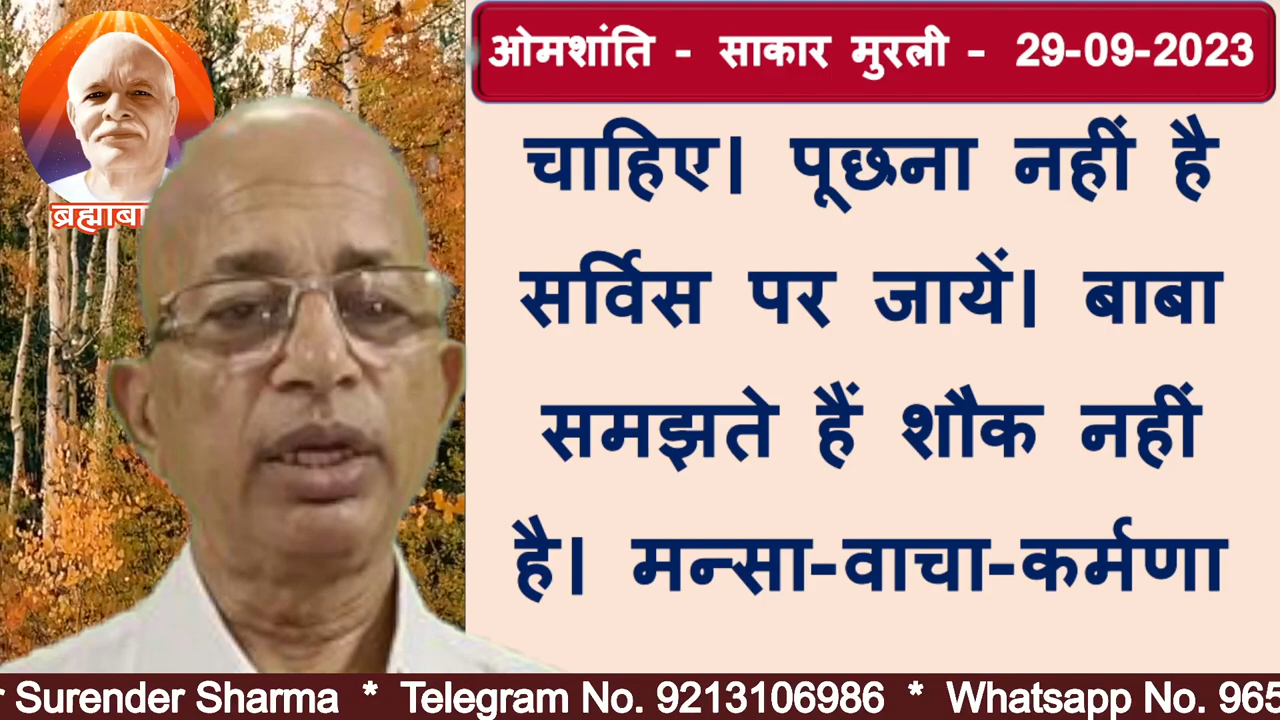 ओमशांति - साकार मुरली - 29-09-2023
चाहिए। पूछना नहीं है
सर्विस पर जायें। बाबा
समझते हैं शौक नहीं
है। मन्सा-वाचा-कर्मणा
Surender Sharma * Telegram No. 9213106986 * Whatsapp No. 965